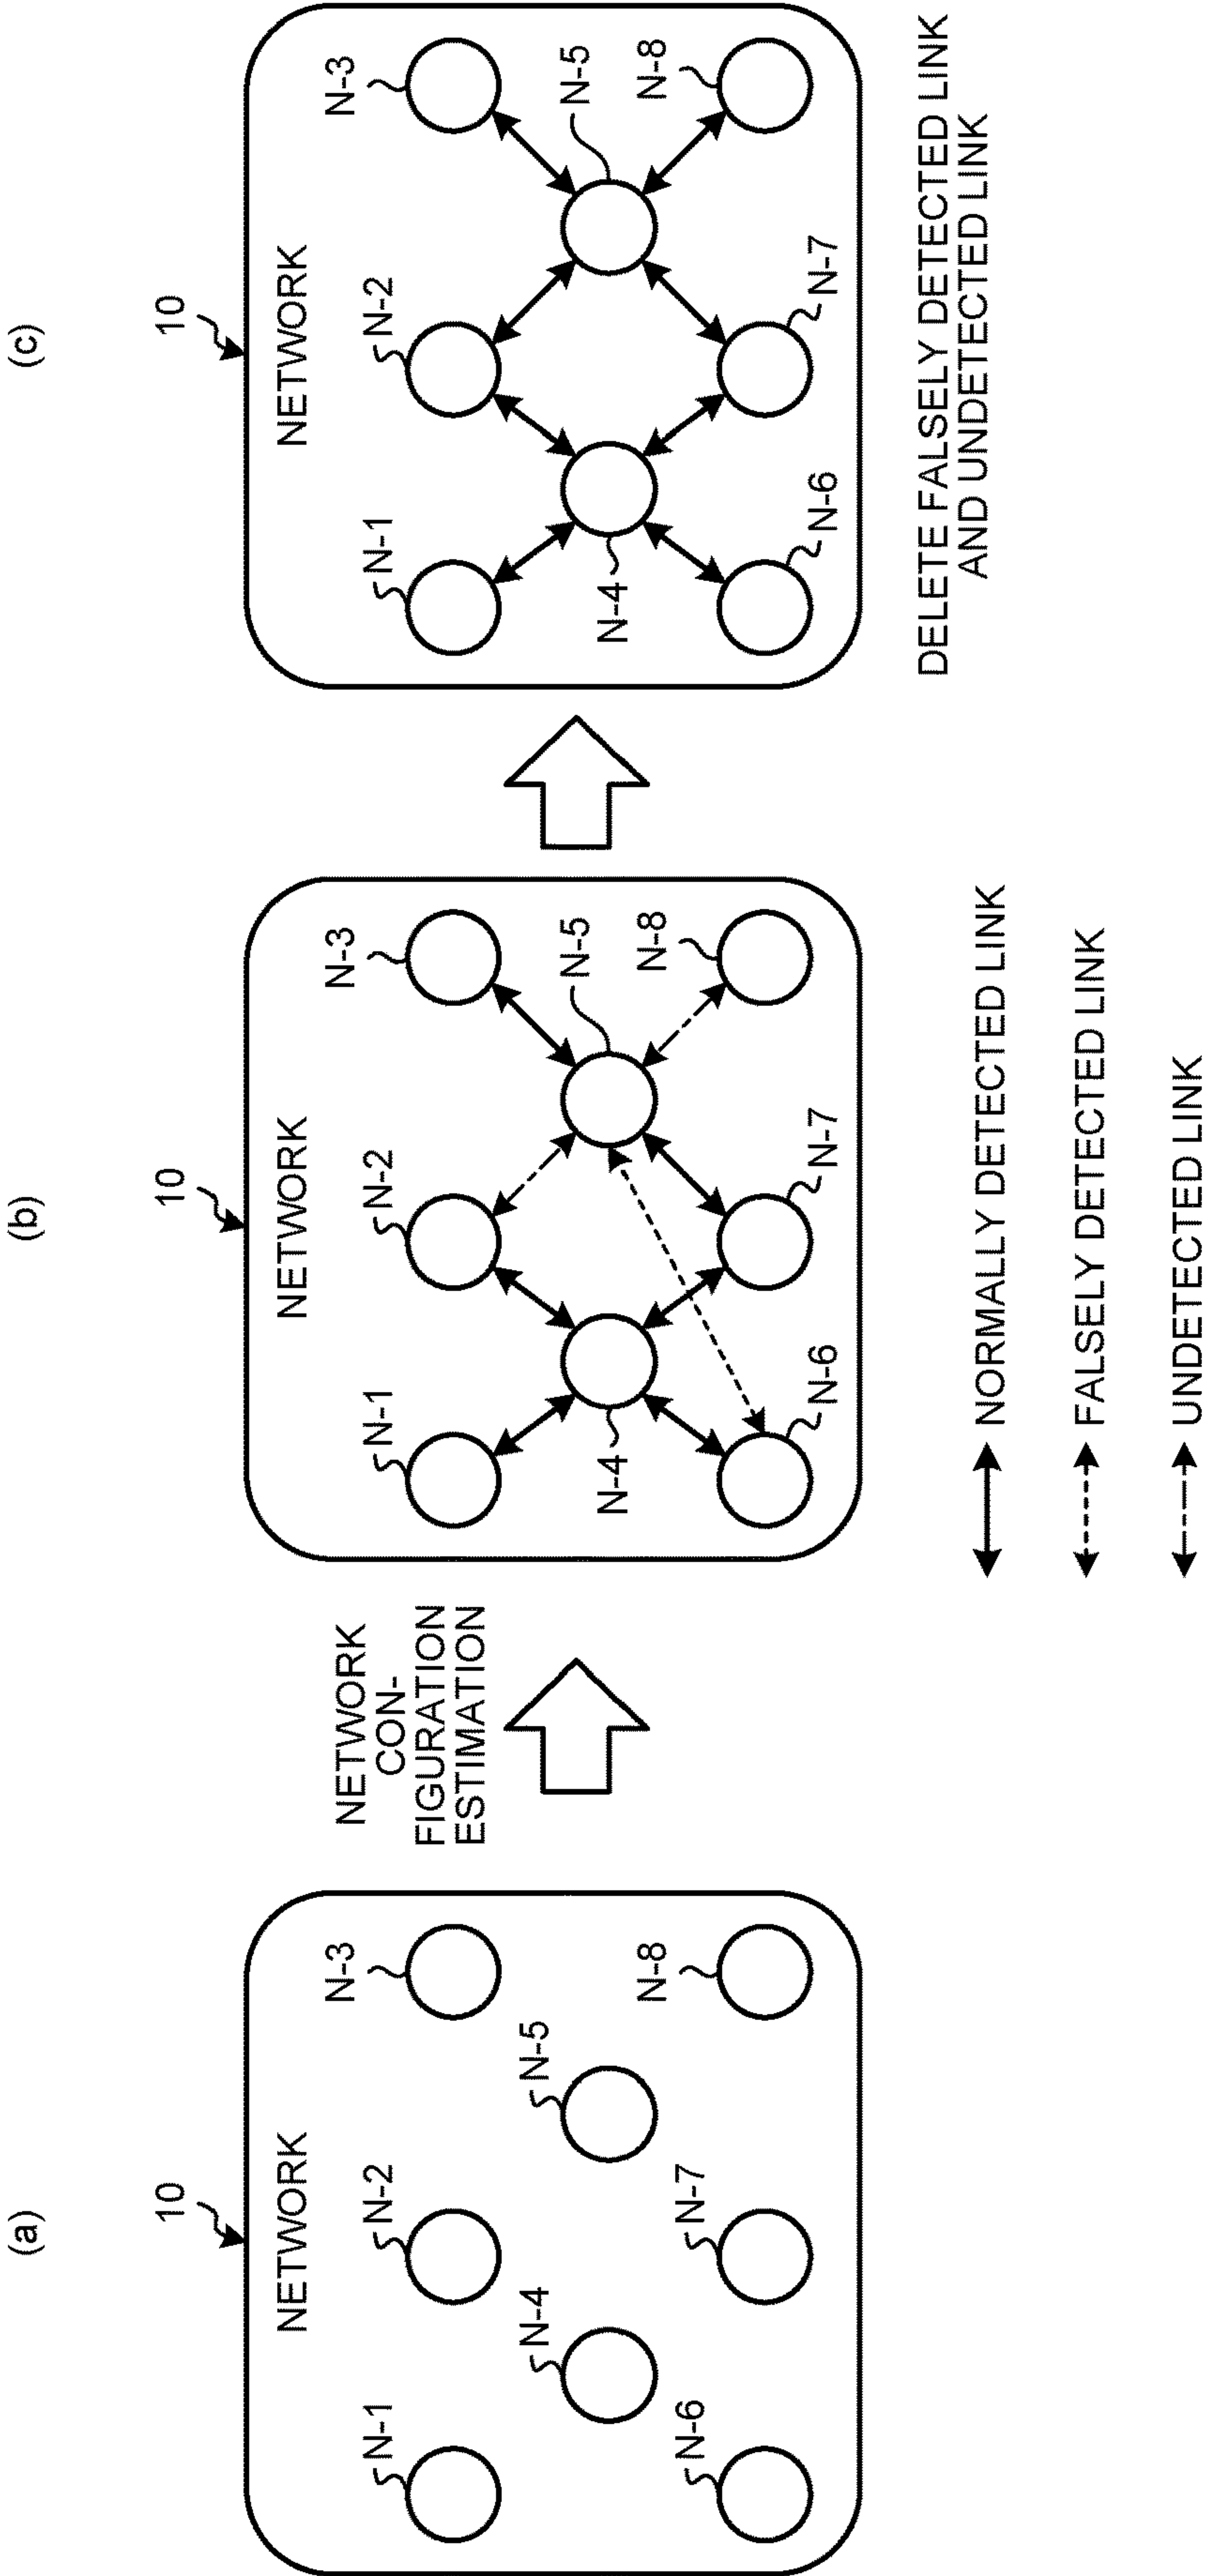 (a)
10
NETWORK
N-1
N-2
N-3
N-4
N-5
N-6
N-7
N-8
NETWORK
CON-
FIGURATION
ESTIMATION
(b)
10
NETWORK
N-1
N-2
N-3
N-4
N-5
N-6
N-7
N-8
NORMALLY DETECTED LINK
FALSELY DETECTED LINK
UNDETECTED LINK
(c)
10
NETWORK
N-1
N-2
N-3
N-4
N-5
N-6
N-7
N-8
DELETE FALSELY DETECTED LINK
AND UNDETECTED LINK